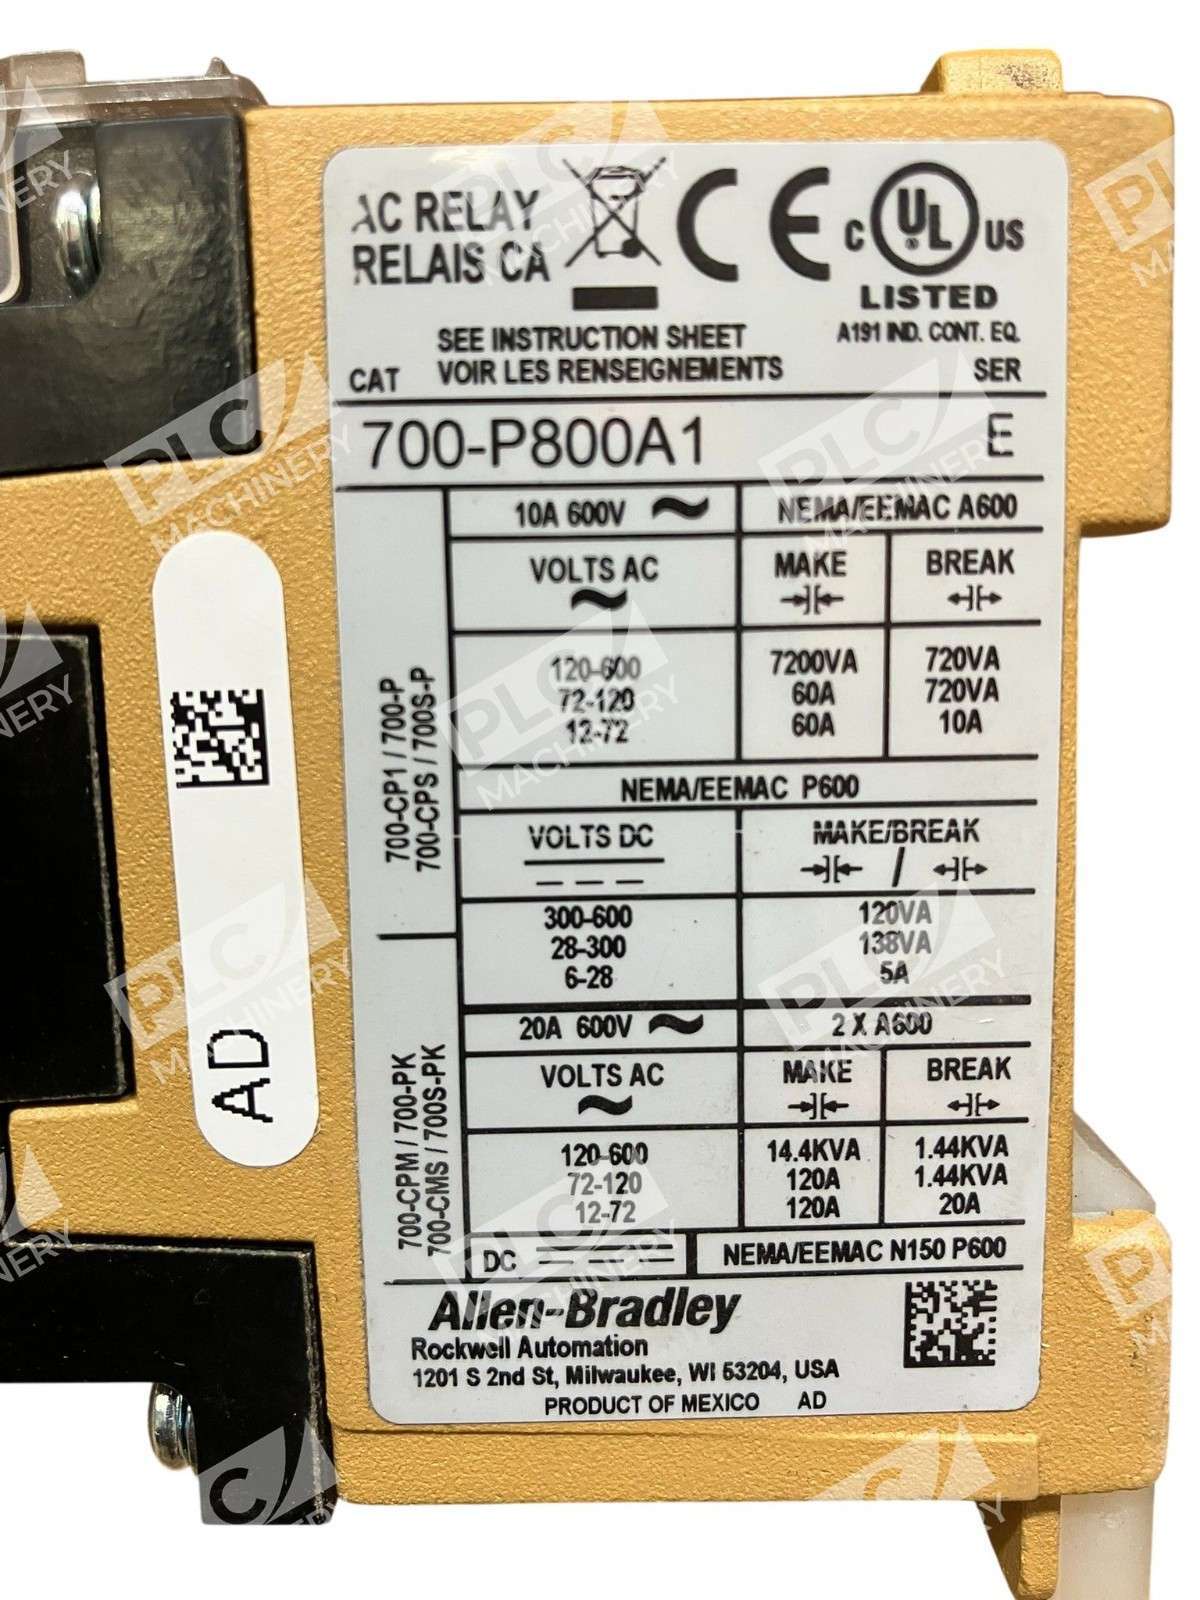 AC RELAY
RELAIS CA
CE
C UL US
®
LISTED
A191 IND. CONT. EQ.
SEE INSTRUCTION SHEET
VOIR LES RENSEIGNEMENTS
CAT
SER
700-P800A1 E
700-CP1 / 700-P
700-CPS / 700S-P
10A 600V ~ NEMA/EEMAC A600
VOLTS AC ~ MAKE BREAK
120-600 7200VA 720VA
72-120 60A 720VA
12-72 60A 10A
NEMA/EEMAC P600
VOLTS DC MAKE/BREAK
/
300-600 120VA
28-300 138VA
6-28 5A
700-CPM / 700-PK
700-CMS / 700S-PK
20A 600V ~ 2 X A600
VOLTS AC ~ MAKE BREAK
120-600 14.4KVA 1.44KVA
72-120 120A 1.44KVA
12-72 120A 20A
DC NEMA/EEMAC N150 P600
Allen-Bradley
Rockwell Automation
1201 S 2nd St, Milwaukee, WI 53204, USA
PRODUCT OF MEXICO AD
AD
PLC MACHINERY